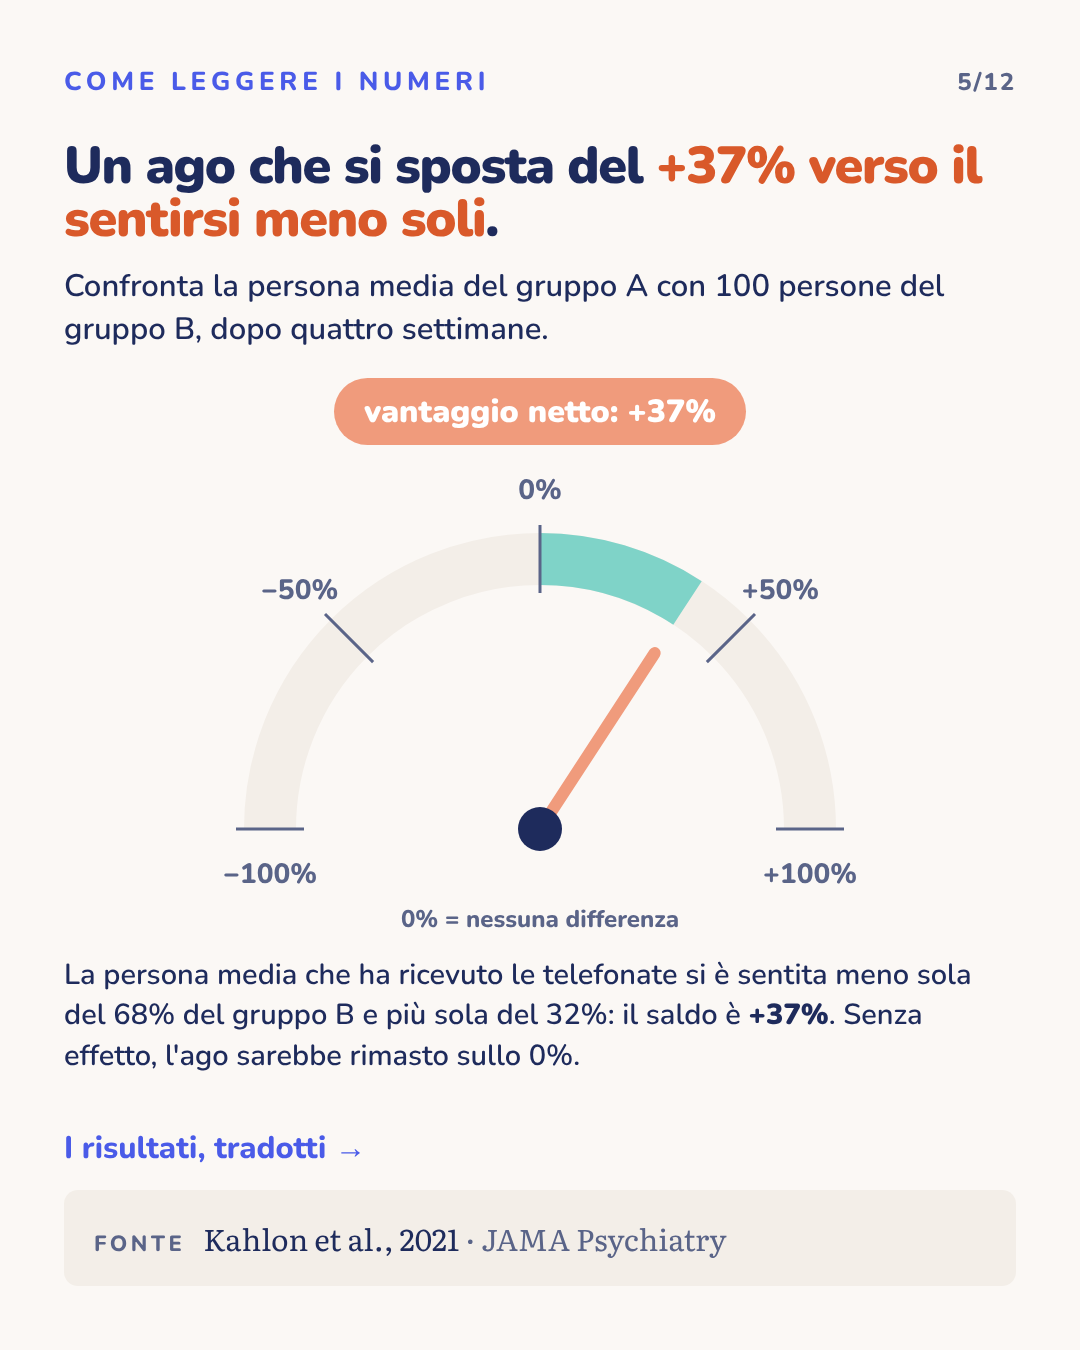 COME LEGGERE I NUMERI
5/12
Un ago che si sposta del +37% verso il
sentirsi meno soli.
Confronta la persona media del gruppo A con 100 persone del
gruppo B, dopo quattro settimane.
vantaggio netto: +37%
0%
−50%
+50%
−100%
+100%
0% = nessuna differenza
La persona media che ha ricevuto le telefonate si è sentita meno sola
del 68% del gruppo B e più sola del 32%: il saldo è +37%. Senza
effetto, l'ago sarebbe rimasto sullo 0%.
I risultati, tradotti →
FONTE Kahlon et al., 2021 · JAMA Psychiatry